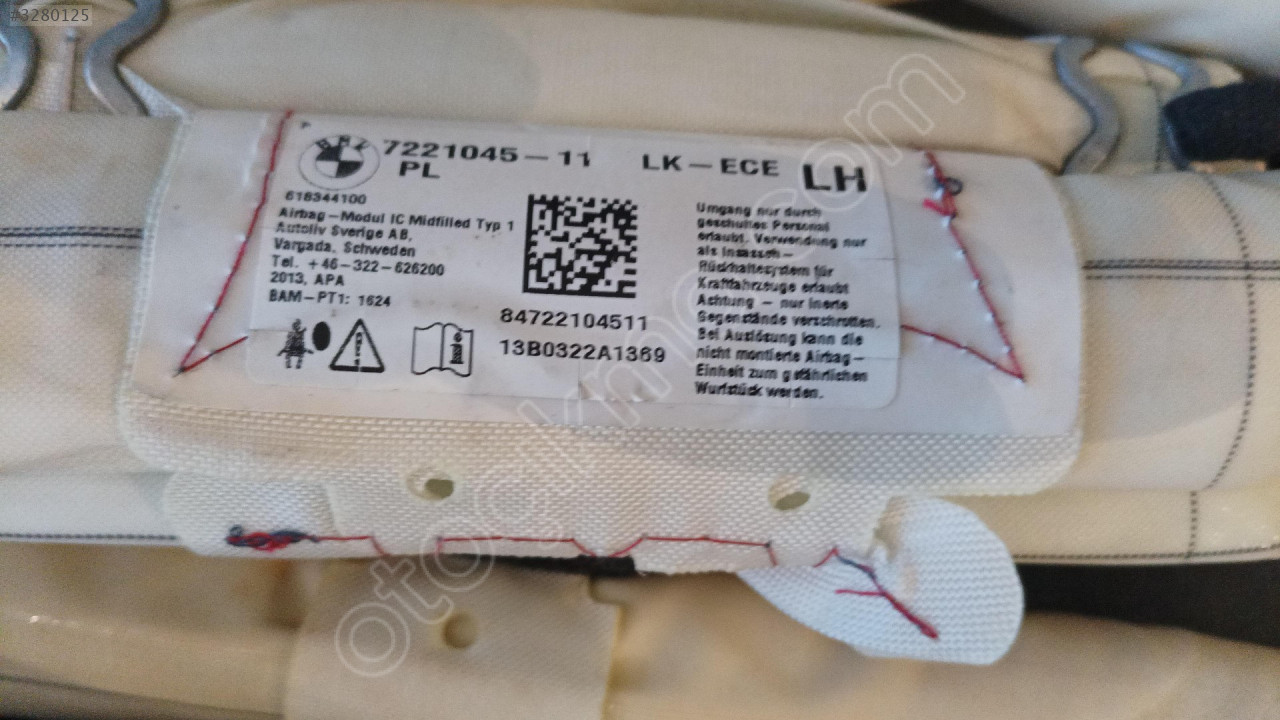 #3280125
BMW
7221045-11 LK-ECE LH
PL
618344100
Airbag-Modul IC Midfilled Typ 1
Autoliv Sverige AB,
Vargada, Schweden
Tel. +46-322-626200
2013, APA
BAM-PT1: 1624
84722104511
13B0322A1369
Umgang nur durch
geschultes Personal
erlaubt. Verwendung nur
als Insassen-
Rückhaltesystem für
Kraftfahrzeuge erlaubt
Achtung - nur inerte
Gegenstände verschrotten.
Bei Auslösung kann die
nicht montierte Airbag-
Einheit zum gefährlichen
Wurfstück werden.
otocikmo.com